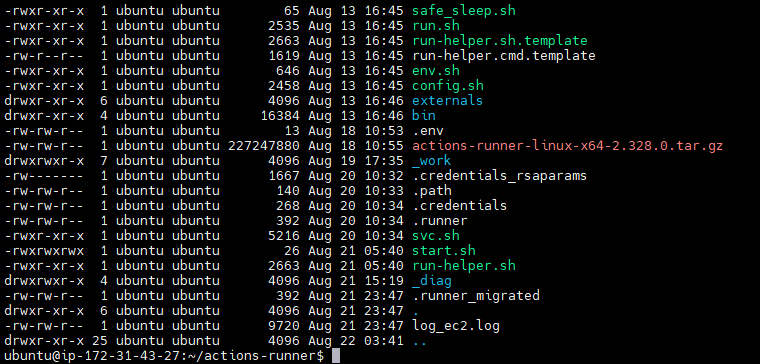 -rwxr-xr-x  1 ubuntu ubuntu        65 Aug 13 16:45 safe_sleep.sh
-rwxr-xr-x  1 ubuntu ubuntu      2535 Aug 13 16:45 run.sh
-rwxr-xr-x  1 ubuntu ubuntu      2663 Aug 13 16:45 run-helper.sh.template
-rw-r--r--  1 ubuntu ubuntu      1619 Aug 13 16:45 run-helper.cmd.template
-rwxr-xr-x  1 ubuntu ubuntu       646 Aug 13 16:45 env.sh
-rwxr-xr-x  1 ubuntu ubuntu      2458 Aug 13 16:45 config.sh
drwxr-xr-x  6 ubuntu ubuntu      4096 Aug 13 16:46 externals
drwxr-xr-x  4 ubuntu ubuntu     16384 Aug 13 16:46 bin
-rw-rw-r--  1 ubuntu ubuntu        13 Aug 18 10:53 .env
-rw-rw-r--  1 ubuntu ubuntu 227247880 Aug 18 10:55 actions-runner-linux-x64-2.328.0.tar.gz
drwxrwxr-x  7 ubuntu ubuntu      4096 Aug 19 17:35 _work
-rw-------  1 ubuntu ubuntu      1667 Aug 20 10:32 .credentials_rsaparams
-rw-rw-r--  1 ubuntu ubuntu       140 Aug 20 10:33 .path
-rw-rw-r--  1 ubuntu ubuntu       268 Aug 20 10:34 .credentials
-rw-rw-r--  1 ubuntu ubuntu       392 Aug 20 10:34 .runner
-rwxr-xr-x  1 ubuntu ubuntu      5216 Aug 20 10:34 svc.sh
-rwxrwxrwx  1 ubuntu ubuntu        26 Aug 21 05:40 start.sh
-rwxr-xr-x  1 ubuntu ubuntu      2663 Aug 21 05:40 run-helper.sh
drwxrwxr-x  4 ubuntu ubuntu      4096 Aug 21 15:19 _diag
-rw-rw-r--  1 ubuntu ubuntu       392 Aug 21 23:47 .runner_migrated
drwxr-xr-x  6 ubuntu ubuntu      4096 Aug 21 23:47 .
-rw-rw-r--  1 ubuntu ubuntu      9720 Aug 21 23:47 log_ec2.log
drwxr-xr-x 25 ubuntu ubuntu      4096 Aug 22 03:41 ..
ubuntu@ip-172-31-43-27:~/actions-runner$